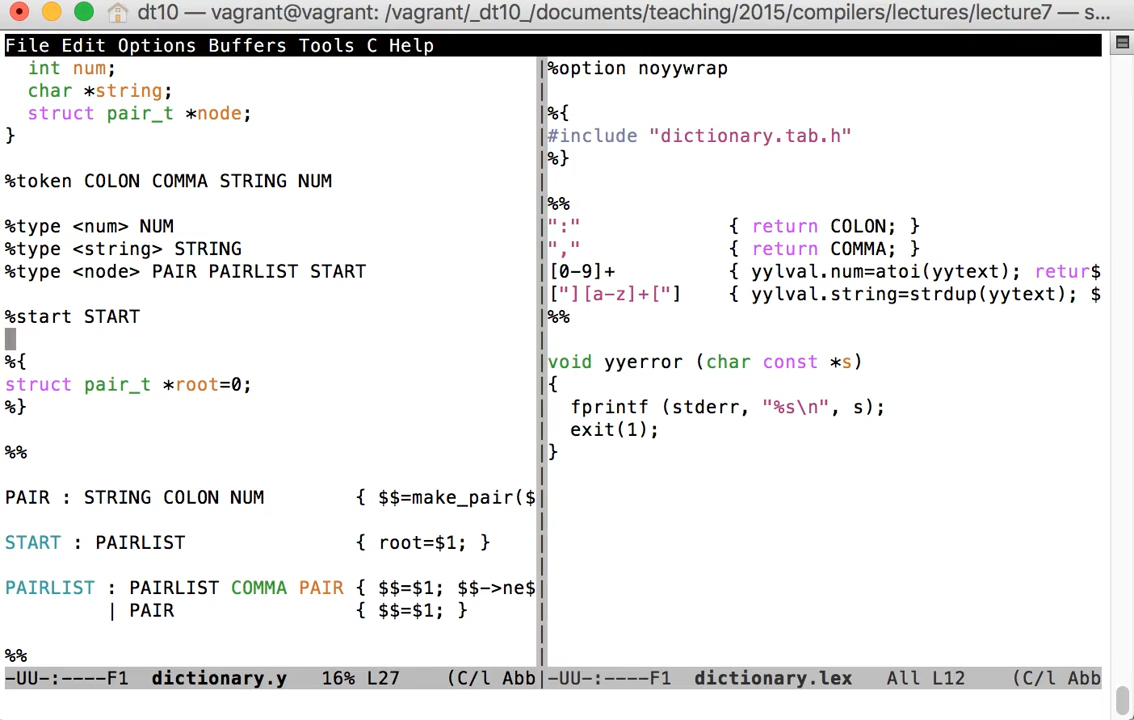 dt10 — vagrant@vagrant: /vagrant/_dt10_/documents/teaching/2015/compilers/lectures/lecture7 — s...
File Edit Options Buffers Tools C Help
int num;
char *string;
struct pair_t *node;
}
%token COLON COMMA STRING NUM
%type <num> NUM
%type <string> STRING
%type <node> PAIR PAIRLIST START
%start START
%{
struct pair_t *root=0;
%}
%%
PAIR : STRING COLON NUM { $$=make_pair($
START : PAIRLIST { root=$1; }
PAIRLIST : PAIRLIST COMMA PAIR { $$=$1; $$->ne$
| PAIR { $$=$1; }
%%
-UU-:----F1 dictionary.y 16% L27 (C/l Abb
%option noyywrap
%{
#include "dictionary.tab.h"
%}
%%
":" { return COLON; }
"," { return COMMA; }
[0-9]+ { yylval.num=atoi(yytext); retur$
["][a-z]+["] { yylval.string=strdup(yytext); $
%%
void yyerror (char const *s)
{
fprintf (stderr, "%s\n", s);
exit(1);
}
-UU-:----F1 dictionary.lex All L12 (C/l Abb